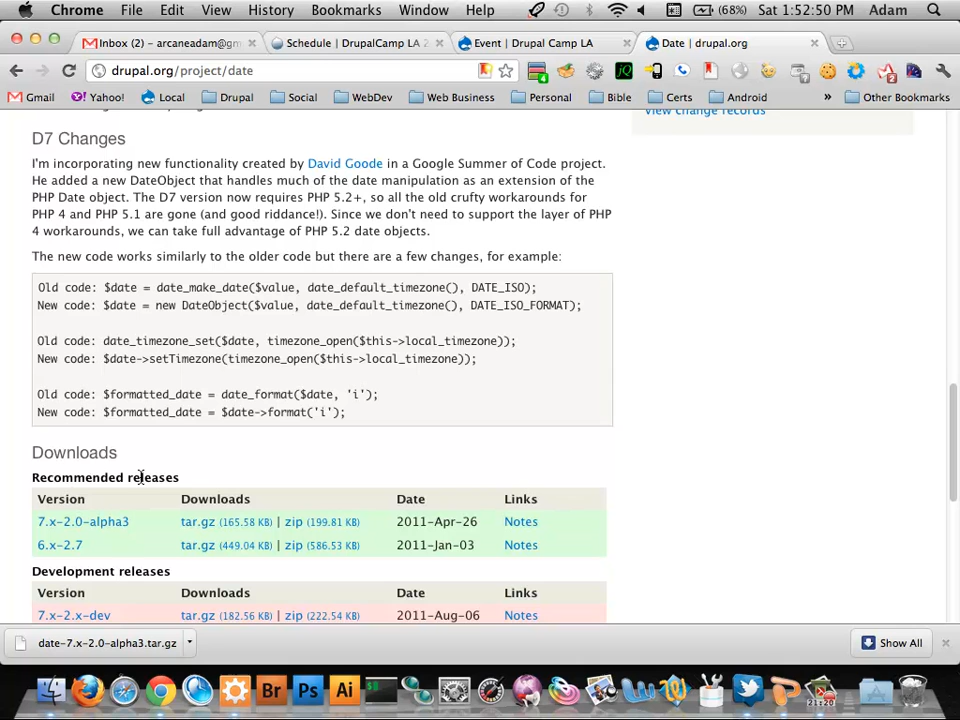 Chrome File Edit View History Bookmarks Window Help (68%) Sat 1:52:50 PM Adam
Inbox (2) – arcaneadam@gm Schedule | DrupalCamp LA 2 Event | Drupal Camp LA Date | drupal.org
drupal.org/project/date
Gmail Yahoo! Local Drupal Social WebDev Web Business Personal Bible Certs Android » Other Bookmarks
View change records
D7 Changes
I'm incorporating new functionality created by David Goode in a Google Summer of Code project.
He added a new DateObject that handles much of the date manipulation as an extension of the
PHP Date object. The D7 version now requires PHP 5.2+, so all the old crufty workarounds for
PHP 4 and PHP 5.1 are gone (and good riddance!). Since we don't need to support the layer of PHP
4 workarounds, we can take full advantage of PHP 5.2 date objects.
The new code works similarly to the older code but there are a few changes, for example:
Old code: $date = date_make_date($value, date_default_timezone(), DATE_ISO);
New code: $date = new DateObject($value, date_default_timezone(), DATE_ISO_FORMAT);
Old code: date_timezone_set($date, timezone_open($this->local_timezone));
New code: $date->setTimezone(timezone_open($this->local_timezone));
Old code: $formatted_date = date_format($date, 'i');
New code: $formatted_date = $date->format('i');
Downloads
Recommended releases
Version Downloads Date Links
7.x-2.0-alpha3 tar.gz (165.58 KB) | zip (199.81 KB) 2011-Apr-26 Notes
6.x-2.7 tar.gz (449.04 KB) | zip (586.53 KB) 2011-Jan-03 Notes
Development releases
Version Downloads Date Links
7.x-2.x-dev tar.gz (182.56 KB) | zip (222.54 KB) 2011-Aug-06 Notes
date-7.x-2.0-alpha3.tar.gz Show All
Br Ps Ai 21:20